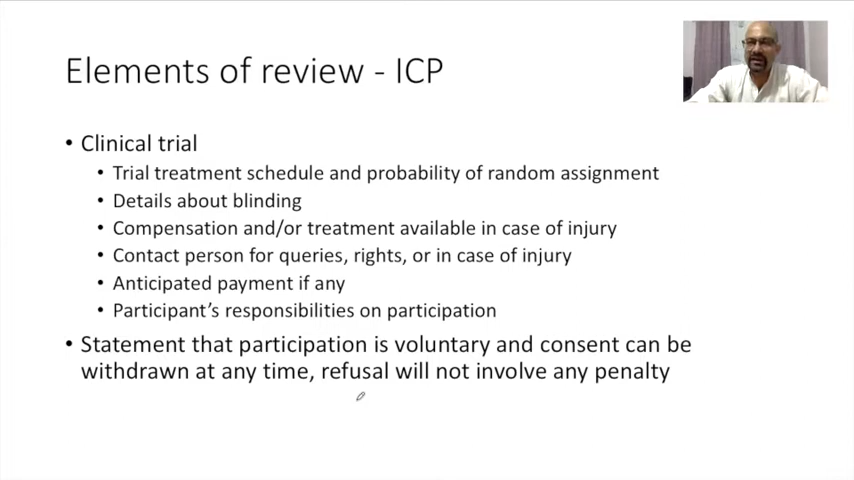 Elements of review - ICP
• Clinical trial
• Trial treatment schedule and probability of random assignment
• Details about blinding
• Compensation and/or treatment available in case of injury
• Contact person for queries, rights, or in case of injury
• Anticipated payment if any
• Participant's responsibilities on participation
• Statement that participation is voluntary and consent can be
withdrawn at any time, refusal will not involve any penalty